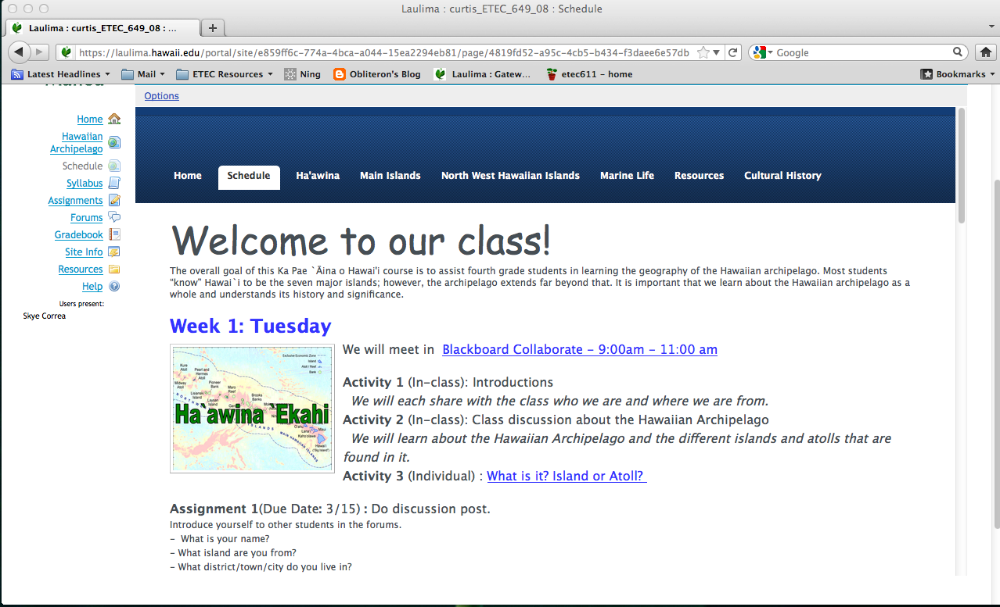 Laulima : curtis_ETEC_649_08 : Schedule
Laulima : curtis_ETEC_649_08 : ...
https://laulima.hawaii.edu/portal/site/e859ff6c-774a-4bca-a044-15ea2294eb81/page/4819fd52-a95c-4cb5-b434-f3daee6e57db
Google
Latest Headlines
Mail
ETEC Resources
Ning
Obliteron's Blog
Laulima : Gatew...
etec611 - home
Bookmarks
Options
Home
Hawaiian
Archipelago
Schedule
Syllabus
Assignments
Forums
Gradebook
Site Info
Resources
Help
Users present:
Skye Correa
Home Schedule Ha'awina Main Islands North West Hawaiian Islands Marine Life Resources Cultural History
Welcome to our class!
The overall goal of this Ka Pae `Āina o Hawai'i course is to assist fourth grade students in learning the geography of the Hawaiian archipelago. Most students
“know” Hawai`i to be the seven major islands; however, the archipelago extends far beyond that. It is important that we learn about the Hawaiian archipelago as a
whole and understands its history and significance.
Week 1: Tuesday
Exclusive Economic Zone
Island
Atoll / Reef
Bank
Kure
Atoll
Pearl and
Hermes
Atoll
Midway
Atoll
Pioneer
Bank
Lisianski
Island
Laysan
Island
Maro
Reef
Brooks
Banks
Ha`awina `Ekahi
O'ahu
Maui
Lana'i
Kaho'olawe
Hawai'i
("Big Island")
MAIN HAWAIIAN ISLANDS
We will meet in Blackboard Collaborate - 9:00am - 11:00 am
Activity 1 (In-class): Introductions
We will each share with the class who we are and where we are from.
Activity 2 (In-class): Class discussion about the Hawaiian Archipelago
We will learn about the Hawaiian Archipelago and the different islands and atolls that are
found in it.
Activity 3 (Individual) : What is it? Island or Atoll?
Assignment 1(Due Date: 3/15) : Do discussion post.
Introduce yourself to other students in the forums.
- What is your name?
- What island are you from?
- What district/town/city do you live in?